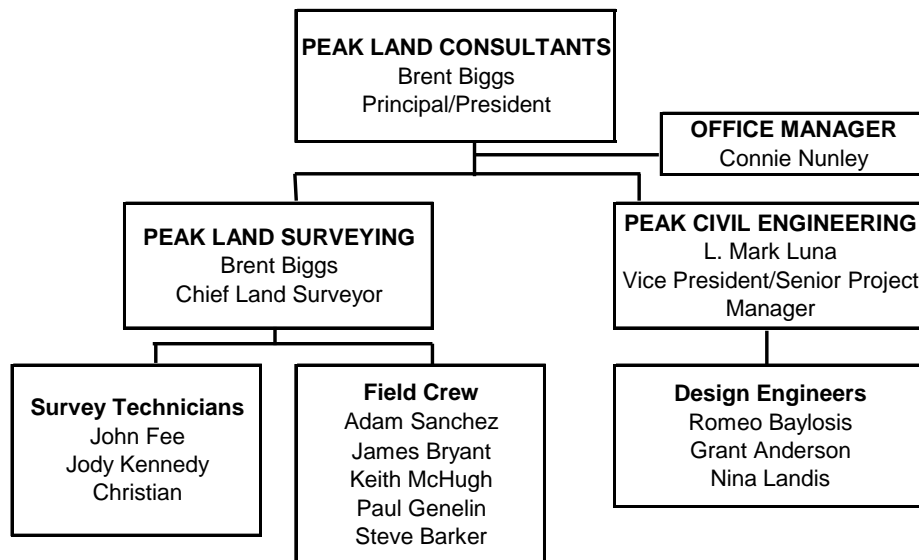 PEAK LAND CONSULTANTS
Brent Biggs
Principal/President
OFFICE MANAGER
Connie Nunley
PEAK LAND SURVEYING
Brent Biggs
Chief Land Surveyor
PEAK CIVIL ENGINEERING
L. Mark Luna
Vice President/Senior Project
Manager
Survey Technicians
John Fee
Jody Kennedy
Christian
Field Crew
Adam Sanchez
James Bryant
Keith McHugh
Paul Genelin
Steve Barker
Design Engineers
Romeo Baylosis
Grant Anderson
Nina Landis